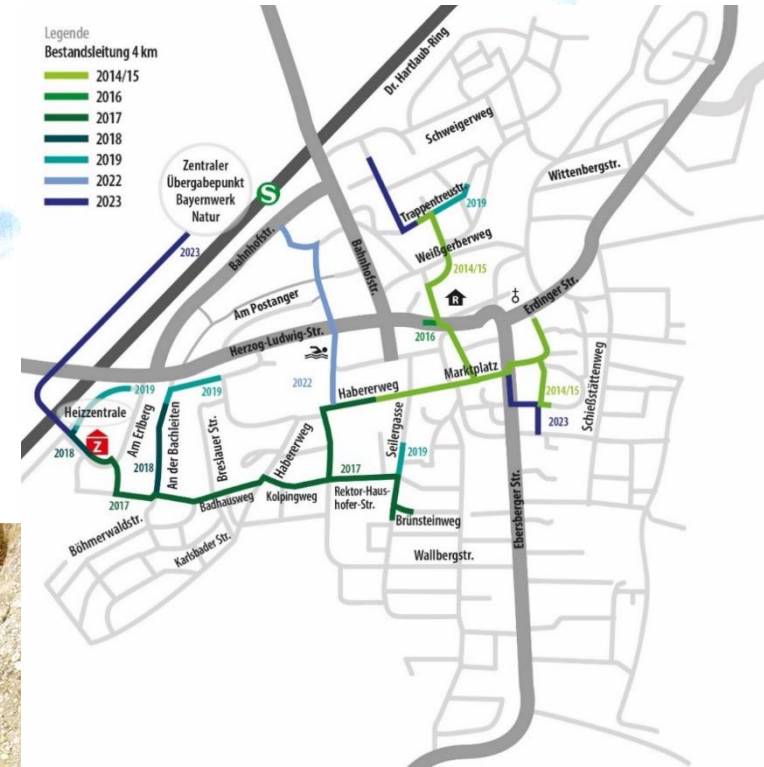 Legende
Bestandsleitung 4 km
2014/15
2016
2017
2018
2019
2022
2023
Dr. Hartlaub-Ring
Schweigerweg
Zentraler
Übergabepunkt
Bayernwerk
Natur
S
Wittenbergstr.
Trappentreustr.
2019
2023
Bahnhofstr.
Bahnhofstr.
Weißgerberweg
2014/15
Am Postanger
R
Erdinger Str.
Herzog-Ludwig-Str.
2016
Marktplatz
Schießstättenweg
2019
2019
2022
Habererweg
2014/15
Heizzentrale
Am Erlberg
An der Bachleiten
Breslauer Str.
Habererweg
Seilergasse
2023
Z
2018
2018
2019
2017
2017
Badhausweg
Kolpingweg
Rektor-Haus-
hofer-Str.
Ebersberger Str.
Böhmerwaldstr.
Karlsbader Str.
Brünsteinweg
Wallbergstr.